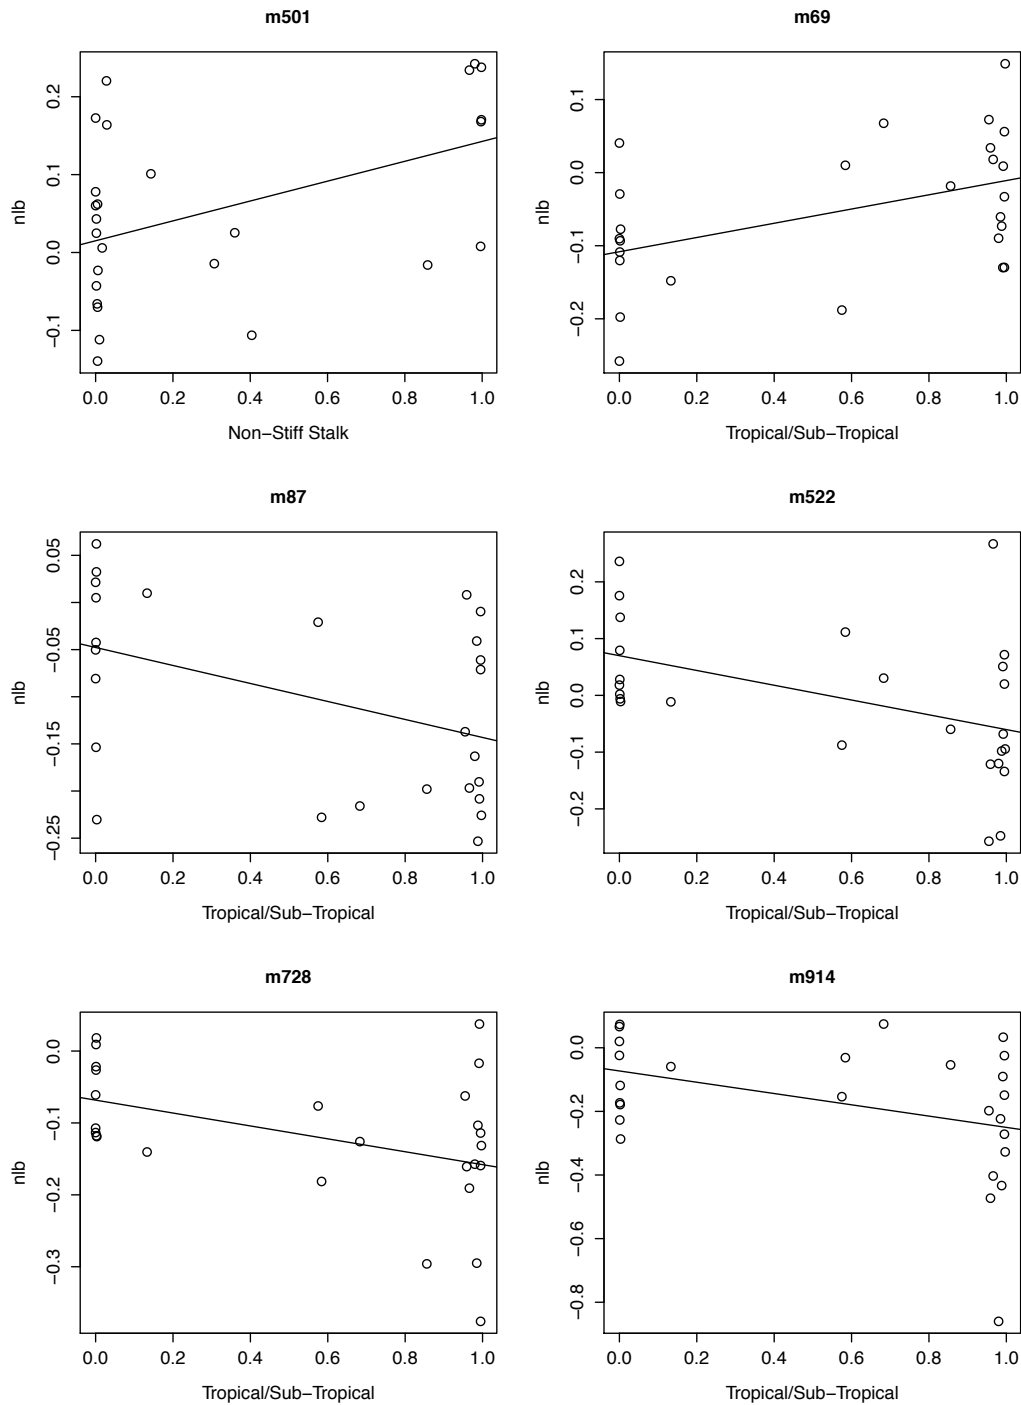 m501
nlb
0.2
0.1
0.0
−0.1
0.0 0.2 0.4 0.6 0.8 1.0
Non−Stiff Stalk
m69
nlb
0.1
0.0
−0.1
−0.2
0.0 0.2 0.4 0.6 0.8 1.0
Tropical/Sub−Tropical
m87
nlb
0.05
−0.05
−0.15
−0.25
0.0 0.2 0.4 0.6 0.8 1.0
Tropical/Sub−Tropical
m522
nlb
0.2
0.1
0.0
−0.1
−0.2
0.0 0.2 0.4 0.6 0.8 1.0
Tropical/Sub−Tropical
m728
nlb
0.0
−0.1
−0.2
−0.3
0.0 0.2 0.4 0.6 0.8 1.0
Tropical/Sub−Tropical
m914
nlb
0.0
−0.2
−0.4
−0.6
−0.8
0.0 0.2 0.4 0.6 0.8 1.0
Tropical/Sub−Tropical